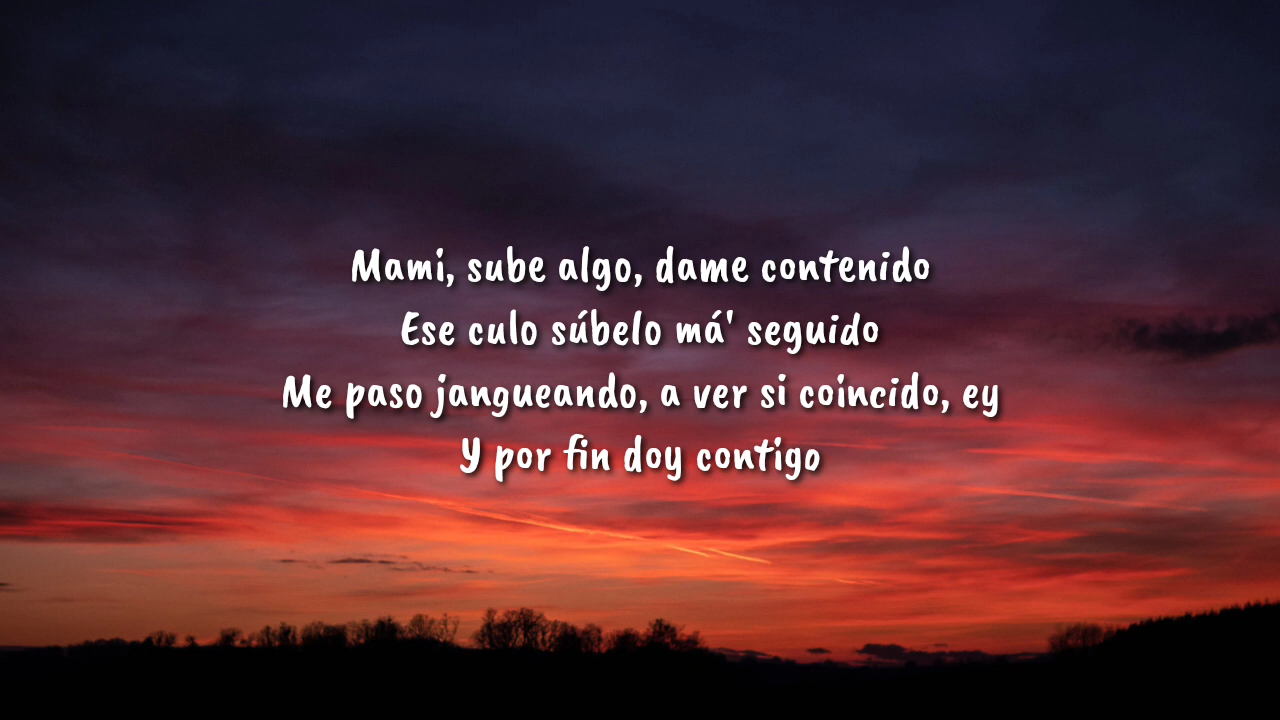 Mami, sube algo, dame contenido
Ese culo súbelo má' seguido
Me paso jangueando, a ver si coincido, ey
Y por fin doy contigo